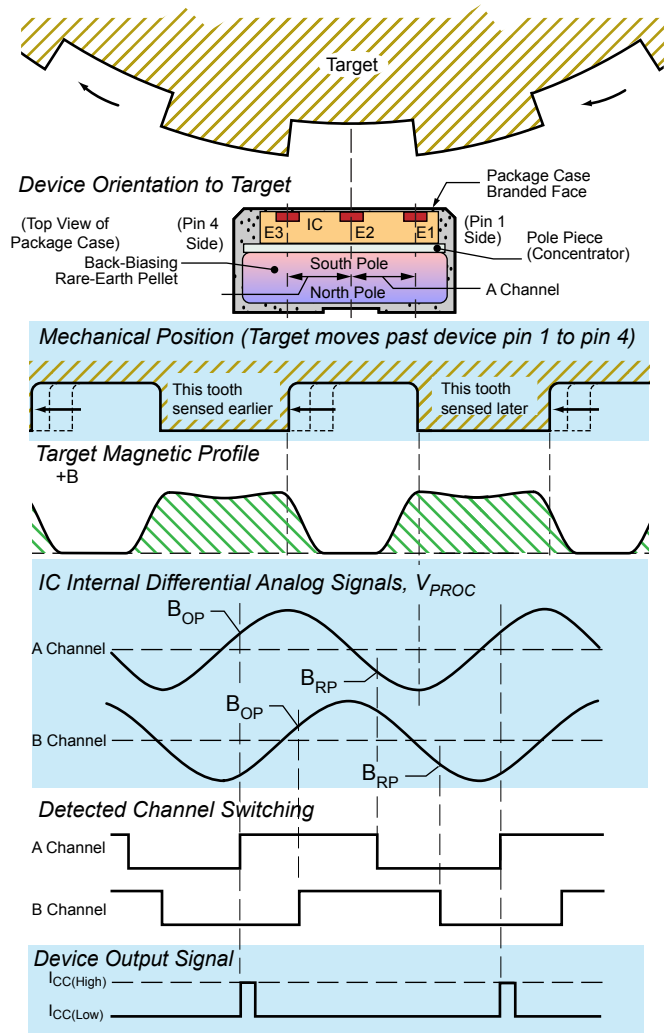 Target
Device Orientation to Target
Package Case
Branded Face
(Top View of
Package Case)
(Pin 4
Side)
E3
IC
E2
E1
(Pin 1
Side)
Pole Piece
(Concentrator)
Back-Biasing
Rare-Earth Pellet
South Pole
North Pole
A Channel
Mechanical Position (Target moves past device pin 1 to pin 4)
This tooth
sensed earlier
This tooth
sensed later
Target Magnetic Profile
+B
IC Internal Differential Analog Signals, VPROC
BOP
A Channel
BRP
BOP
B Channel
BRP
Detected Channel Switching
A Channel
B Channel
Device Output Signal
ICC(High)
ICC(Low)